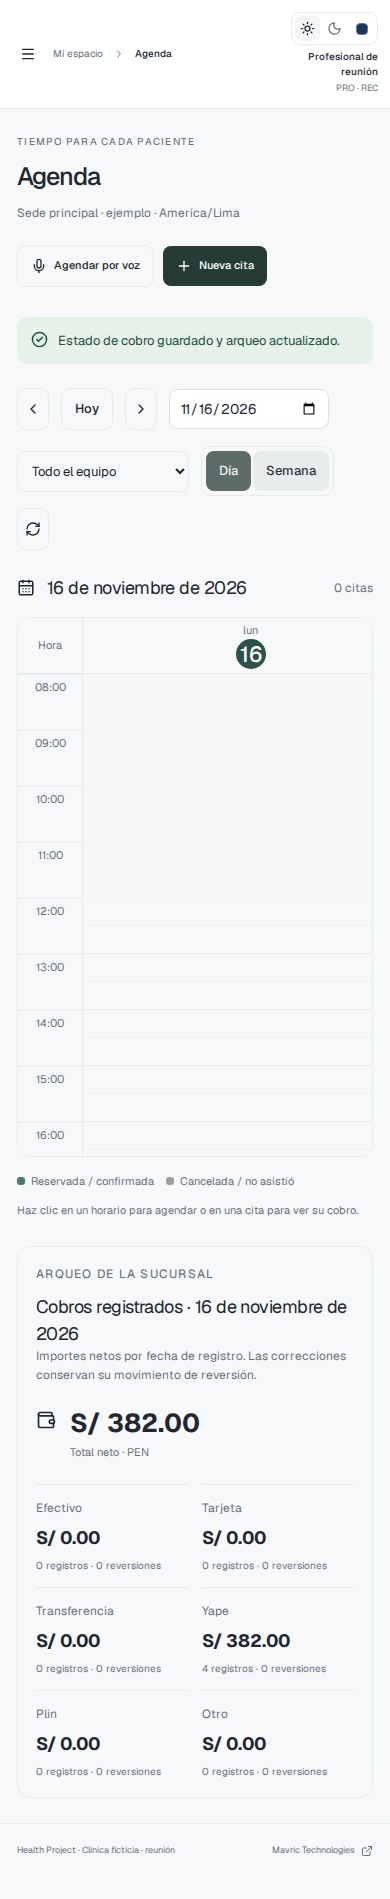 Mi espacio > Agenda
Profesional de
reunión
PRO · REC
TIEMPO PARA CADA PACIENTE
Agenda
Sede principal · ejemplo · America/Lima
Agendar por voz
Nueva cita
Estado de cobro guardado y arqueo actualizado.
Hoy
11/16/2026
Todo el equipo
Día
Semana
16 de noviembre de 2026
0 citas
Hora
lun
16
08:00
09:00
10:00
11:00
12:00
13:00
14:00
15:00
16:00
Reservada / confirmada
Cancelada / no asistió
Haz clic en un horario para agendar o en una cita para ver su cobro.
ARQUEO DE LA SUCURSAL
Cobros registrados · 16 de noviembre de
2026
Importes netos por fecha de registro. Las correcciones
conservan su movimiento de reversión.
S/ 382.00
Total neto · PEN
Efectivo
S/ 0.00
0 registros · 0 reversiones
Tarjeta
S/ 0.00
0 registros · 0 reversiones
Transferencia
S/ 0.00
0 registros · 0 reversiones
Yape
S/ 382.00
4 registros · 0 reversiones
Plin
S/ 0.00
0 registros · 0 reversiones
Otro
S/ 0.00
0 registros · 0 reversiones
Health Project · Clínica ficticia · reunión
Mavric Technologies